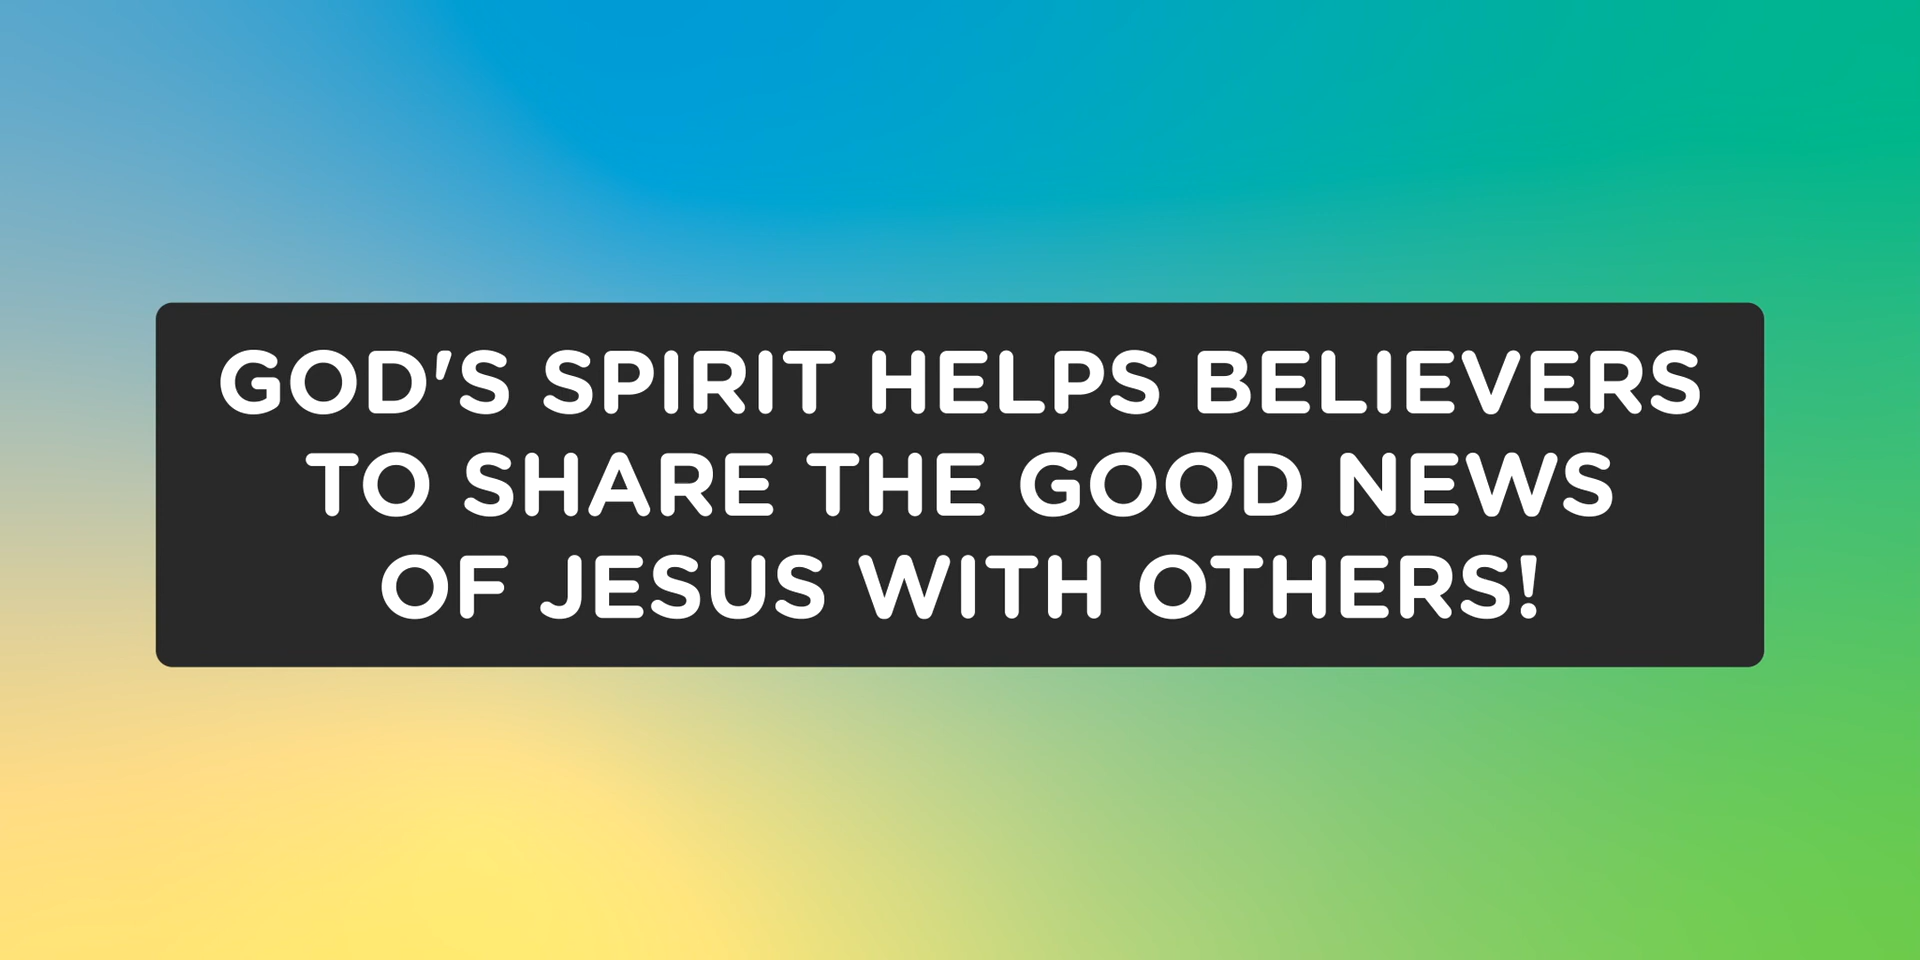 GOD'S SPIRIT HELPS BELIEVERS
TO SHARE THE GOOD NEWS
OF JESUS WITH OTHERS!